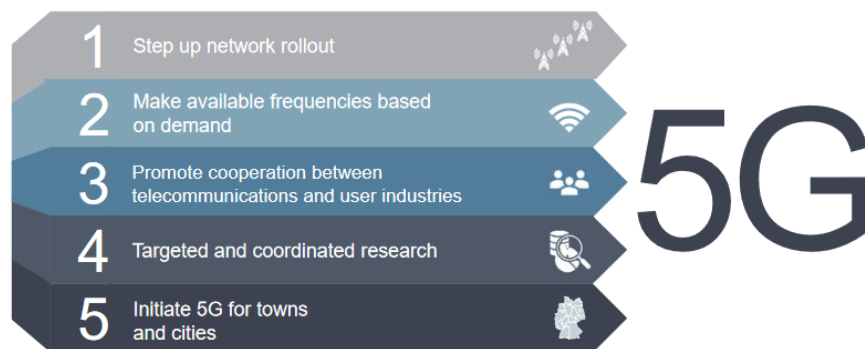 1
Step up network rollout
2
Make available frequencies based
on demand
3
Promote cooperation between
telecommunications and user industries
4
Targeted and coordinated research
5
Initiate 5G for towns
and cities
5G